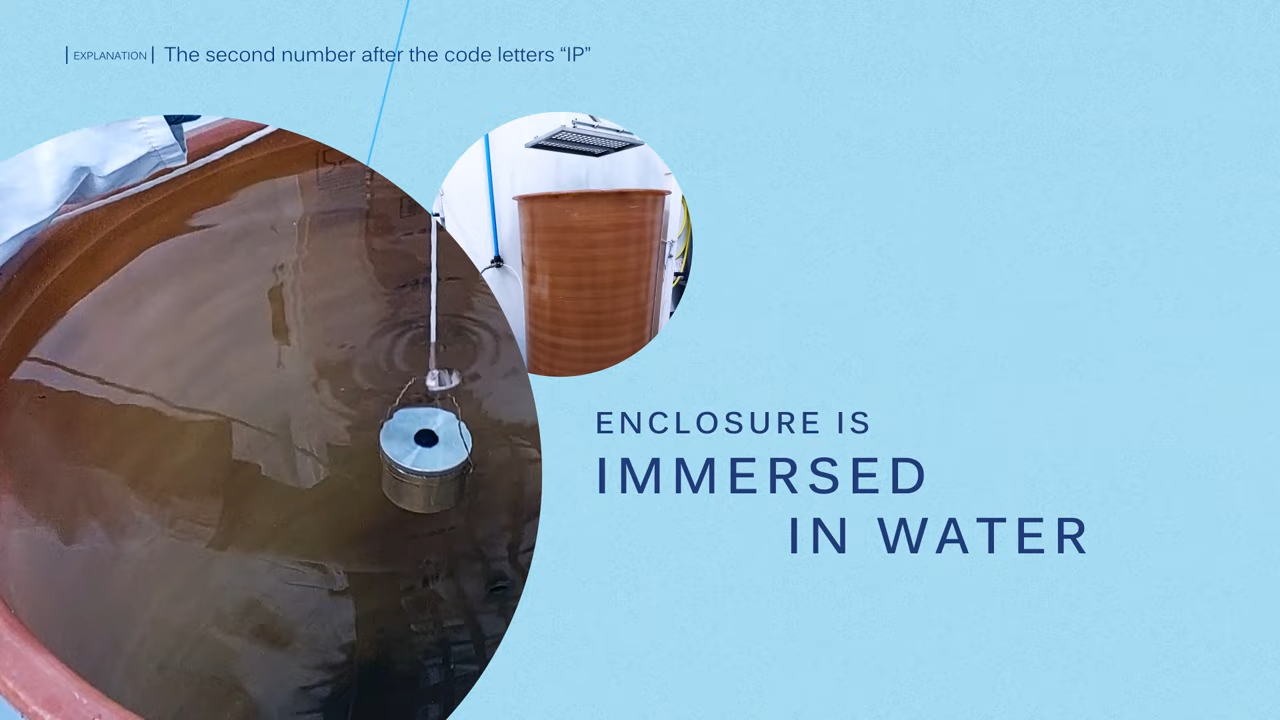 |EXPLANATION| The second number after the code letters “IP”
ENCLOSURE IS
IMMERSED
IN WATER